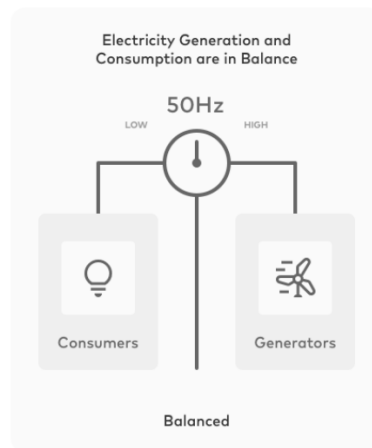 Electricity Generation and
Consumption are in Balance
50Hz
LOW
HIGH
Consumers
Generators
Balanced